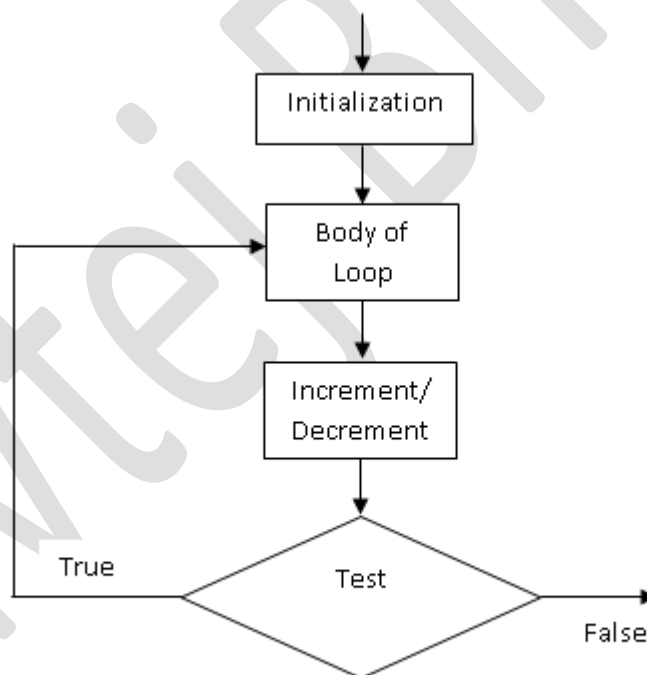 Initialization
Body of
Loop
Increment/
Decrement
Test
True
False